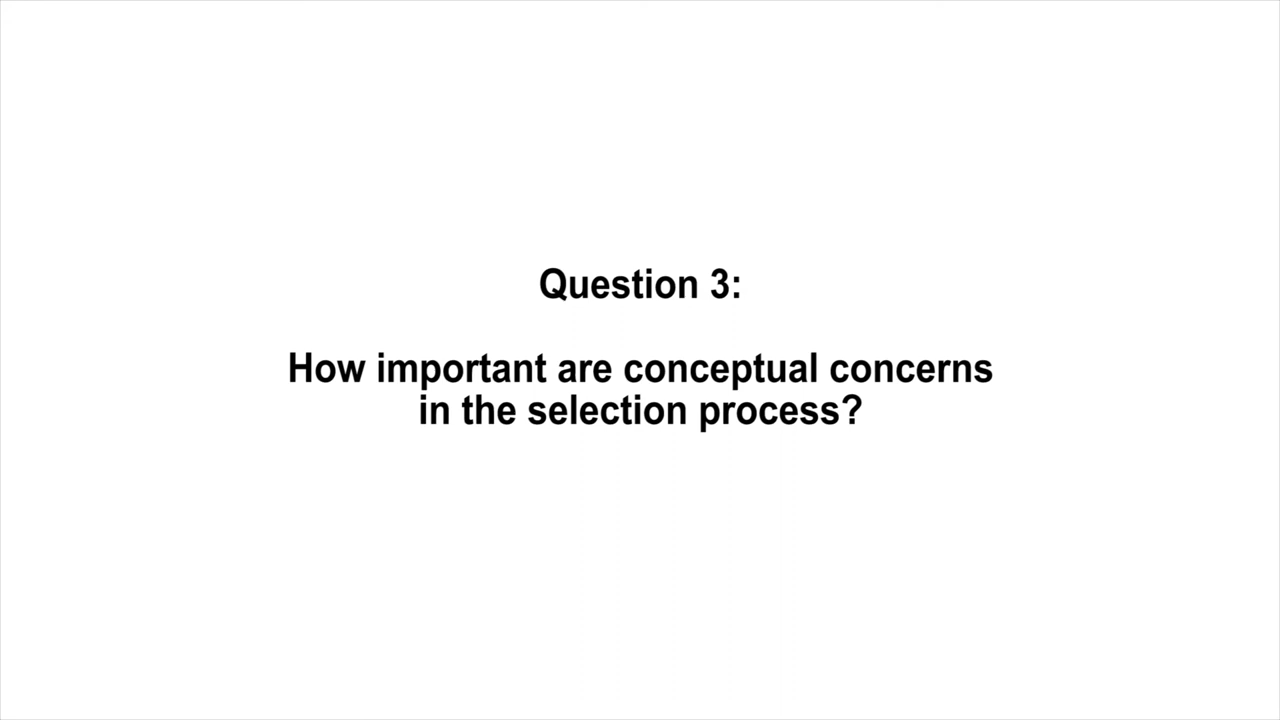 Question 3:
How important are conceptual concerns
in the selection process?